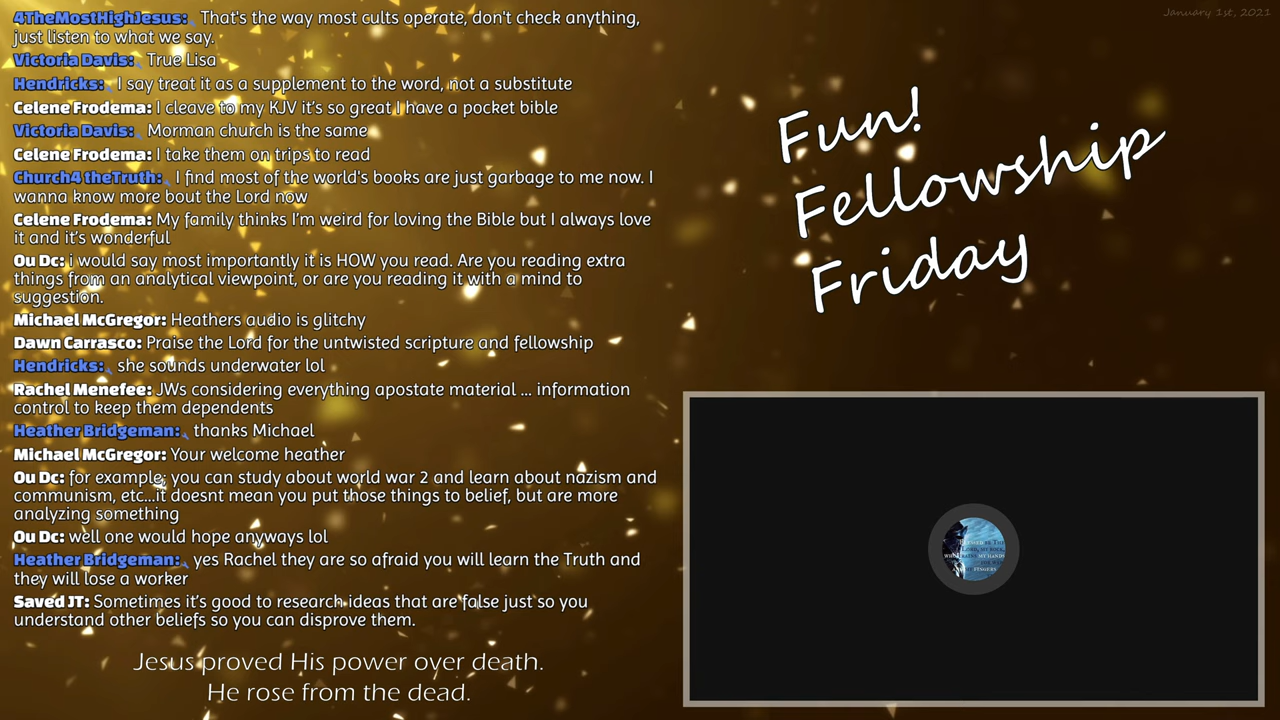 4TheMostHighJesus: That's the way most cults operate, don't check anything,
just listen to what we say.
Victoria Davis: True Lisa
Hendricks: I say treat it as a supplement to the word, not a substitute
Celene Frodema: I cleave to my KJV it's so great I have a pocket bible
Victoria Davis: Morman church is the same
Celene Frodema: I take them on trips to read
Church4theTruth: I find most of the world's books are just garbage to me now. I
wanna know more bout the Lord now
Celene Frodema: My family thinks I'm weird for loving the Bible but I always love
it and it's wonderful
Ou Dc: i would say most importantly it is HOW you read. Are you reading extra
things from an analytical viewpoint, or are you reading it with a mind to
suggestion.
Michael McGregor: Heathers audio is glitchy
Dawn Carrasco: Praise the Lord for the untwisted scripture and fellowship
Hendricks: she sounds underwater lol
Rachel Menefee: JWs considering everything apostate material ... information
control to keep them dependents
Heather Bridgeman: thanks Michael
Michael McGregor: Your welcome heather
Ou Dc: for example, you can study about world war 2 and learn about nazism and
communism, etc...it doesnt mean you put those things to belief, but are more
analyzing something
Ou Dc: well one would hope anyways lol
Heather Bridgeman: yes Rachel they are so afraid you will learn the Truth and
they will lose a worker
Saved JT: Sometimes it's good to research ideas that are false just so you
understand other beliefs so you can disprove them.
Jesus proved His power over death.
He rose from the dead.
January 1st, 2021
Fun!
Fellowship
Friday
LORD, MY ROCK,
MY HANDS
FINGERS